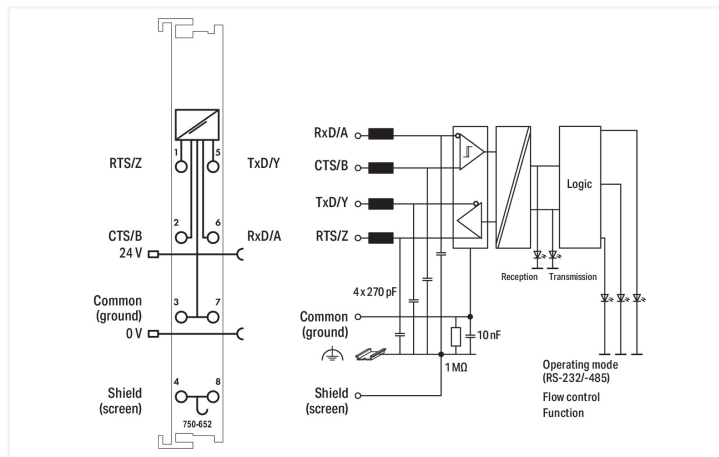 1
5
RTS/Z
TxD/Y
2
6
CTS/B
RxD/A
24 V
Common
(ground)
3
7
0 V
4
8
Shield
(screen)
750-652
RxD/A
CTS/B
TxD/Y
RTS/Z
Logic
Reception
Transmission
4 x 270 pF
Common
(ground)
10 nF
1 MΩ
Shield
(screen)
Operating mode
(RS-232/-485)
Flow control
Function